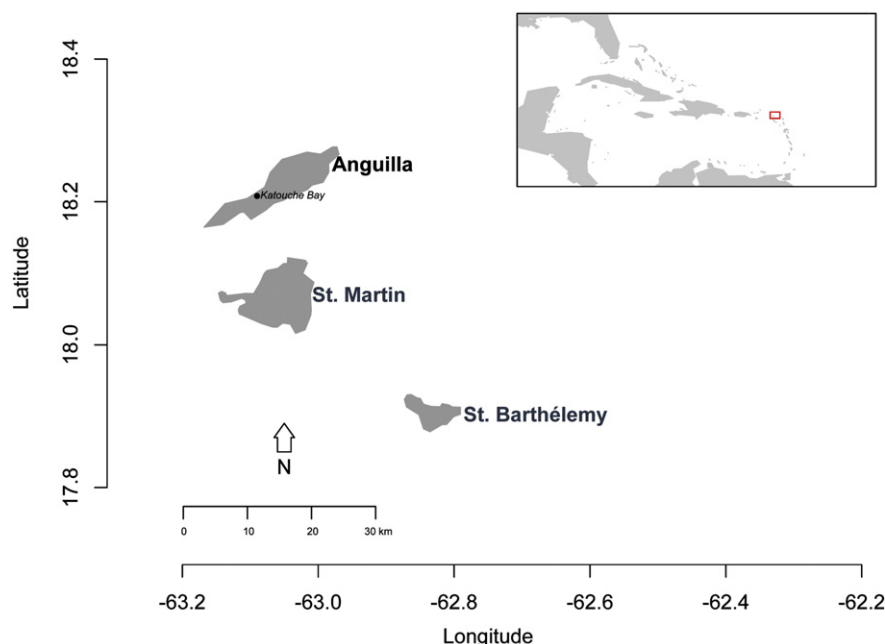 18.4
18.2
18.0
17.8
Latitude
Anguilla
Katouche Bay
St. Martin
St. Barthélemy
N
0 10 20 30 km
-63.2 -63.0 -62.8 -62.6 -62.4 -62.2
Longitude